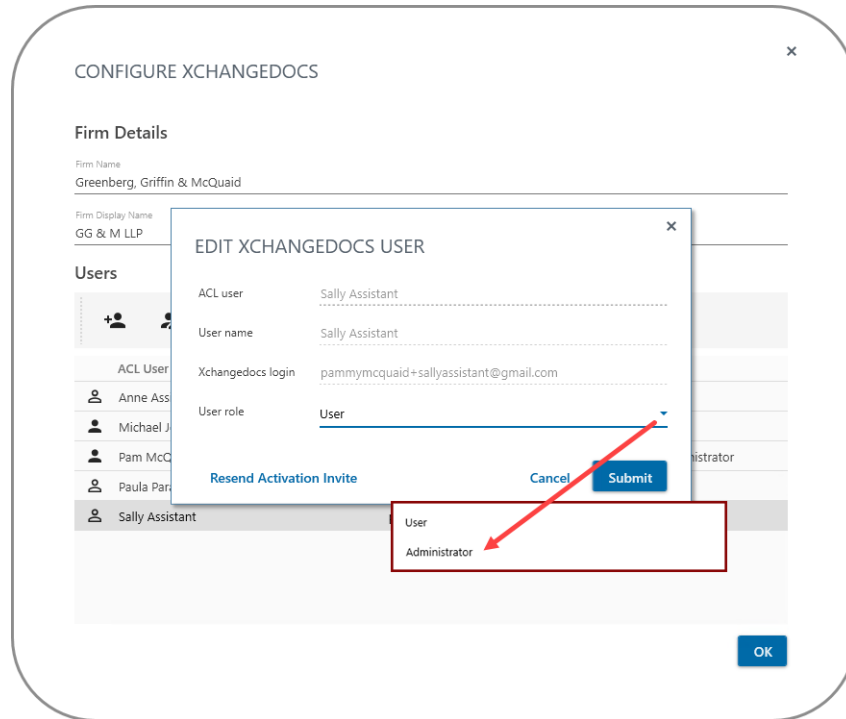 CONFIGURE XCHANGEDOCS
Firm Details
Firm Name
Greenberg, Griffin & McQuaid
Firm Display Name
GG & M LLP
Users
ACL User
Anne Ass
Michael J
Pam McQ
nistrator
Paula Par
Sally Assistant
EDIT XCHANGEDOCS USER
ACL user
Sally Assistant
User name
Sally Assistant
Xchangedocs login
pammymcquaid+sallyassistant@gmail.com
User role
User
Resend Activation Invite
Cancel
Submit
User
Administrator
OK